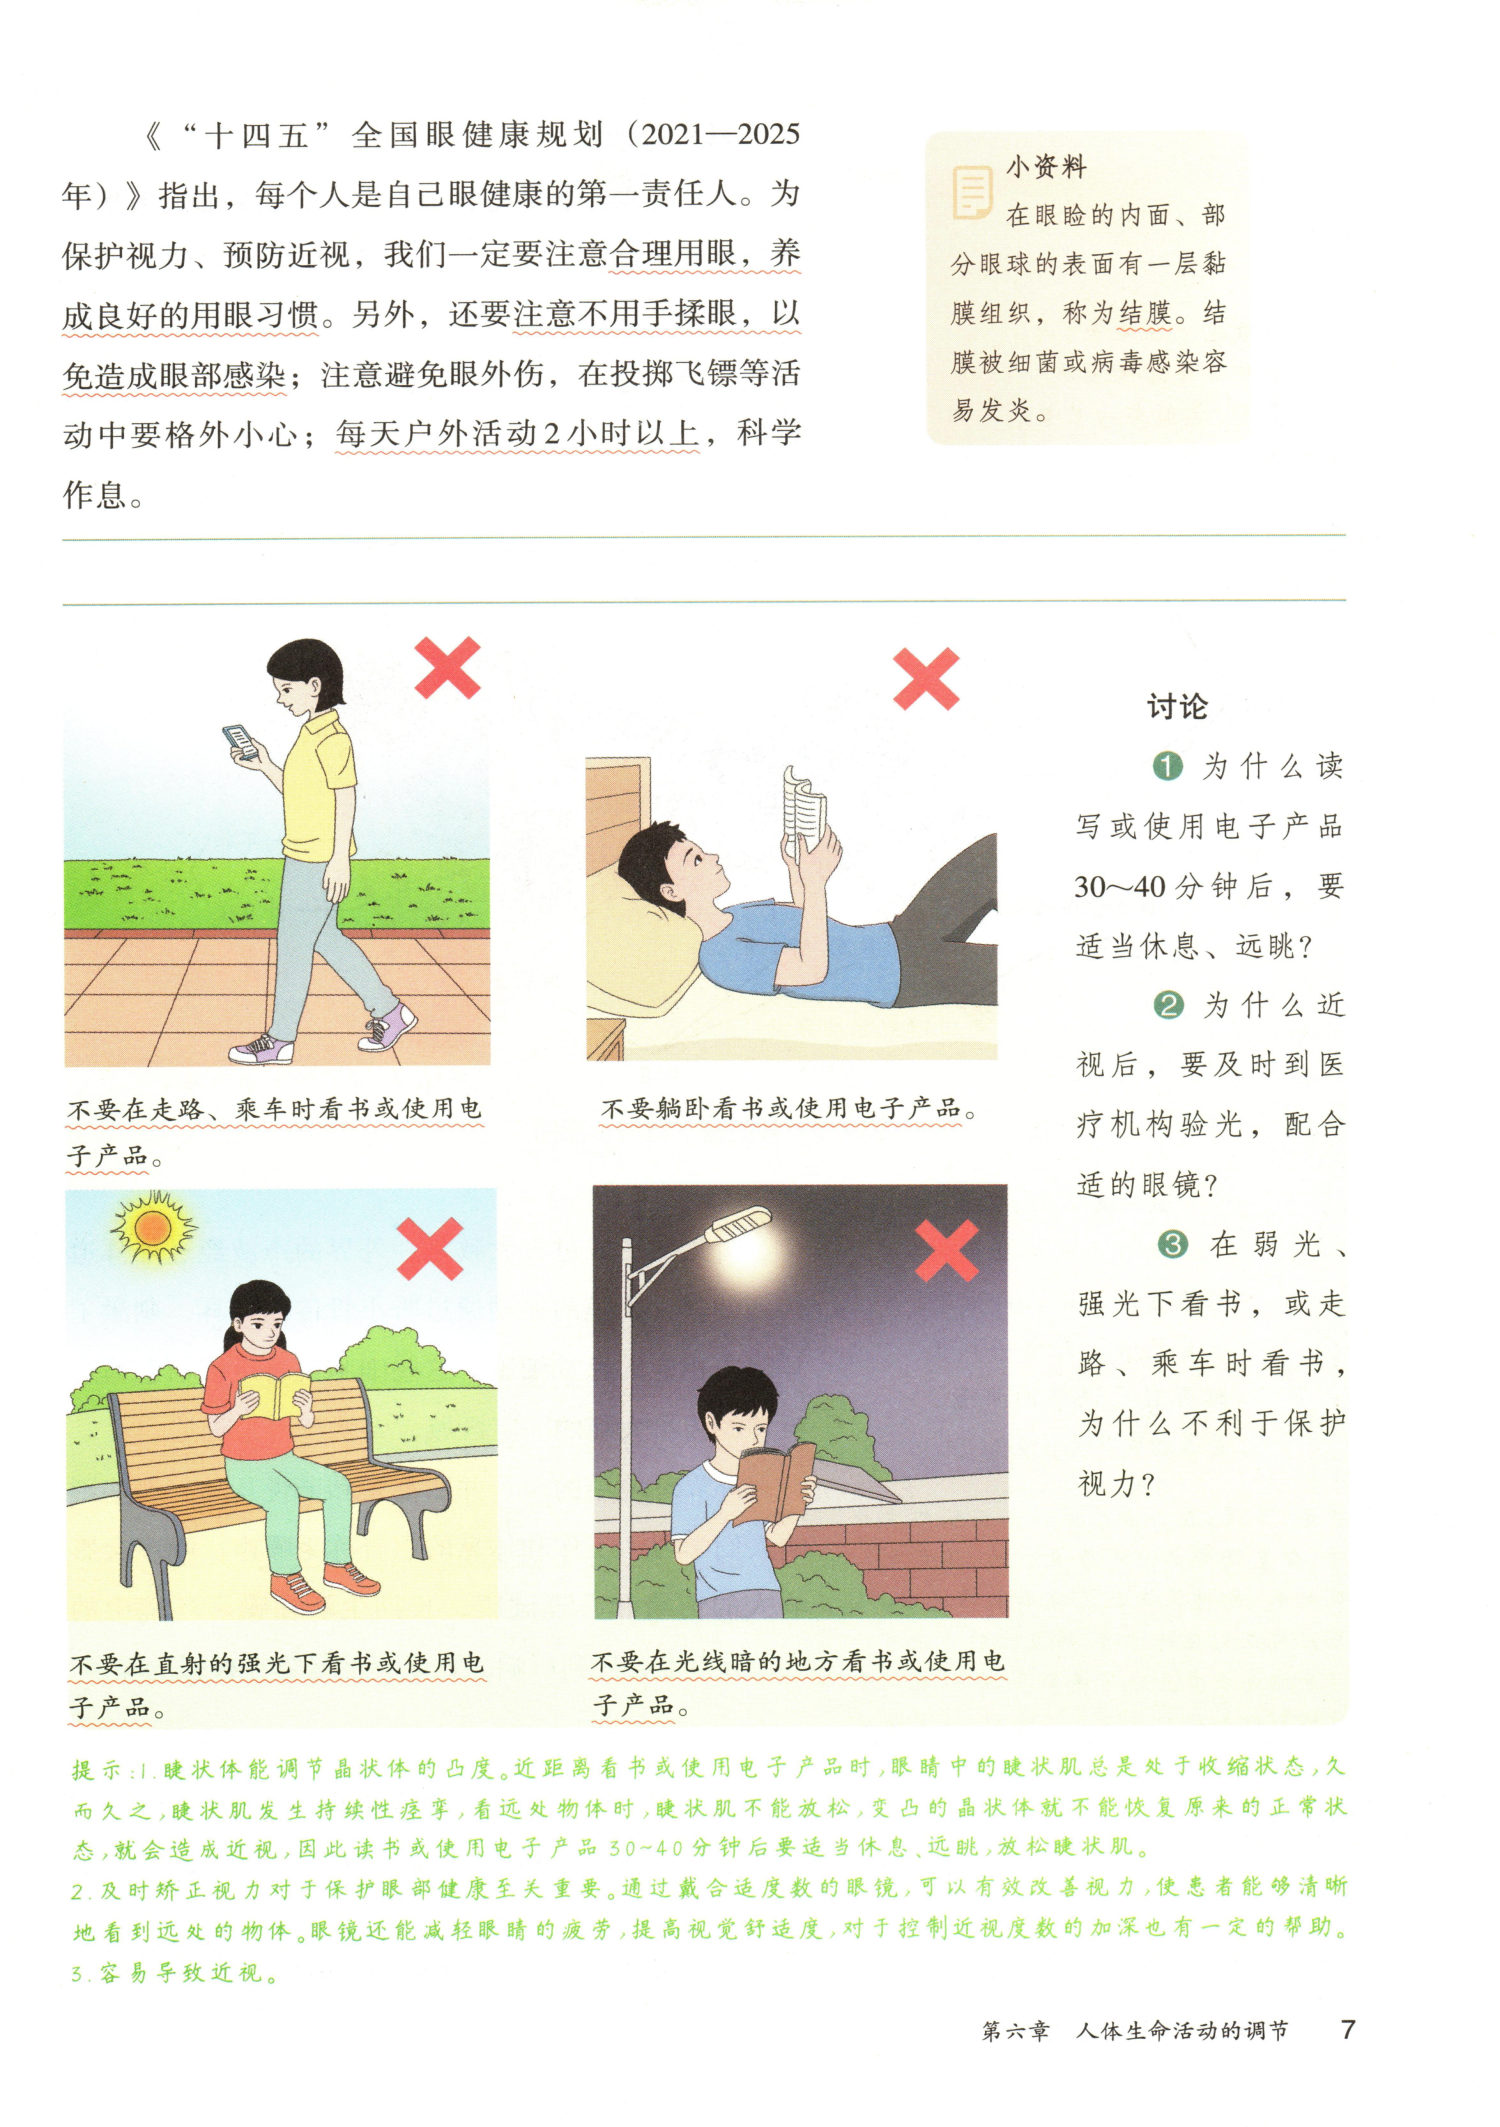 《“十四五”全国眼健康规划（2021—2025
年）》指出，每个人是自己眼健康的第一责任人。为
保护视力、预防近视，我们一定要注意合理用眼，养
成良好的用眼习惯。另外，还要注意不用手揉眼，以
免造成眼部感染；注意避免眼外伤，在投掷飞镖等活
动中要格外小心；每天户外活动2小时以上，科学
作息。
小资料
在眼睑的内面、部
分眼球的表面有一层黏
膜组织，称为结膜。结
膜被细菌或病毒感染容
易发炎。
不要在走路、乘车时看书或使用电
子产品。
不要躺卧看书或使用电子产品。
不要在直射的强光下看书或使用电
子产品。
不要在光线暗的地方看书或使用电
子产品。
讨论
1 为什么读
写或使用电子产品
30～40分钟后，要
适当休息、远眺？
2 为什么近
视后，要及时到医
疗机构验光，配合
适的眼镜？
3 在弱光、
强光下看书，或走
路、乘车时看书，
为什么不利于保护
视力？
提示：1.睫状体能调节晶状体的凸度。近距离看书或使用电子产品时，眼睛中的睫状肌总是处于收缩状态，久
而久之，睫状肌发生持续性痉挛，看远处物体时，睫状肌不能放松，变凸的晶状体就不能恢复原来的正常状
态，就会造成近视，因此读书或使用电子产品30~40分钟后要适当休息、远眺，放松睫状肌。
2.及时矫正视力对于保护眼部健康至关重要。通过戴合适度数的眼镜，可以有效改善视力，使患者能够清晰
地看到远处的物体。眼镜还能减轻眼睛的疲劳，提高视觉舒适度，对于控制近视度数的加深也有一定的帮助。
3.容易导致近视。
第六章 人体生命活动的调节 7